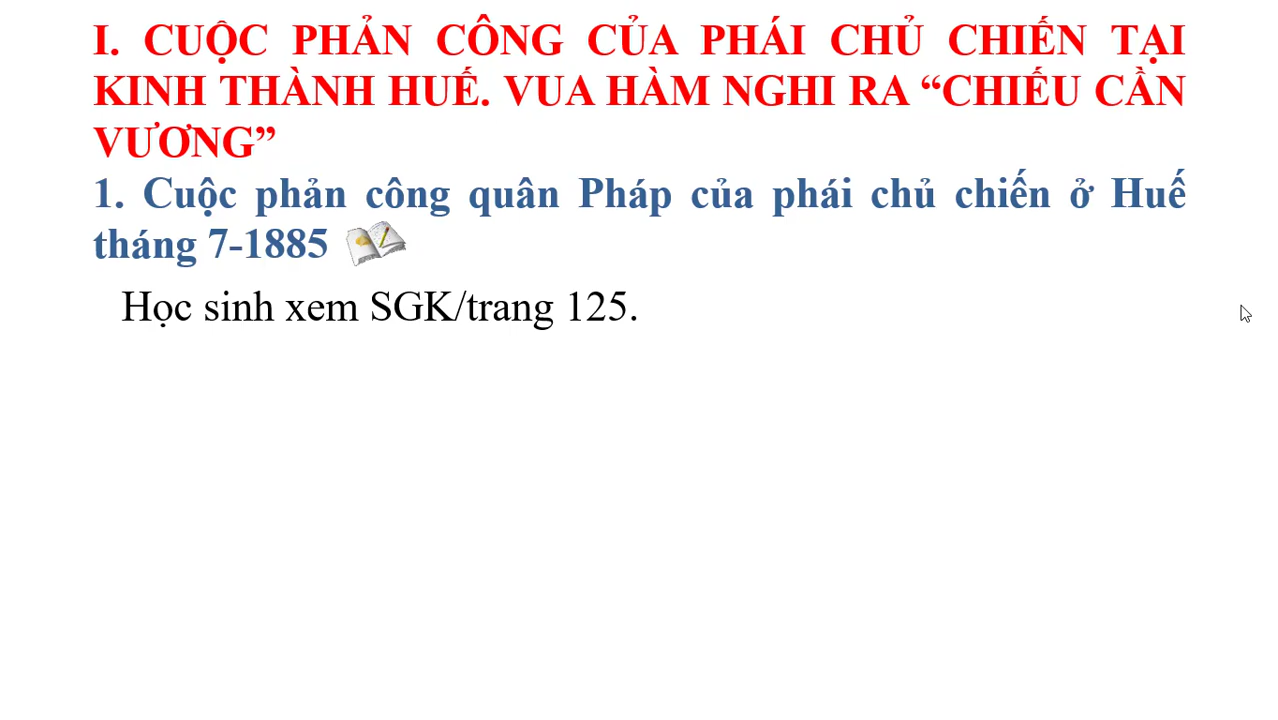 I. CUỘC PHẢN CÔNG CỦA PHÁI CHỦ CHIẾN TẠI
KINH THÀNH HUẾ. VUA HÀM NGHI RA “CHIẾU CẦN
VƯƠNG”
1. Cuộc phản công quân Pháp của phái chủ chiến ở Huế
tháng 7-1885
Học sinh xem SGK/trang 125.